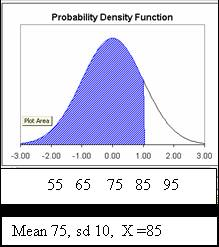 Probability Density Function
Plot Area
-3.00 -2.00 -1.00 0.00 1.00 2.00 3.00
55 65 75 85 95
Mean 75, sd 10, X =85